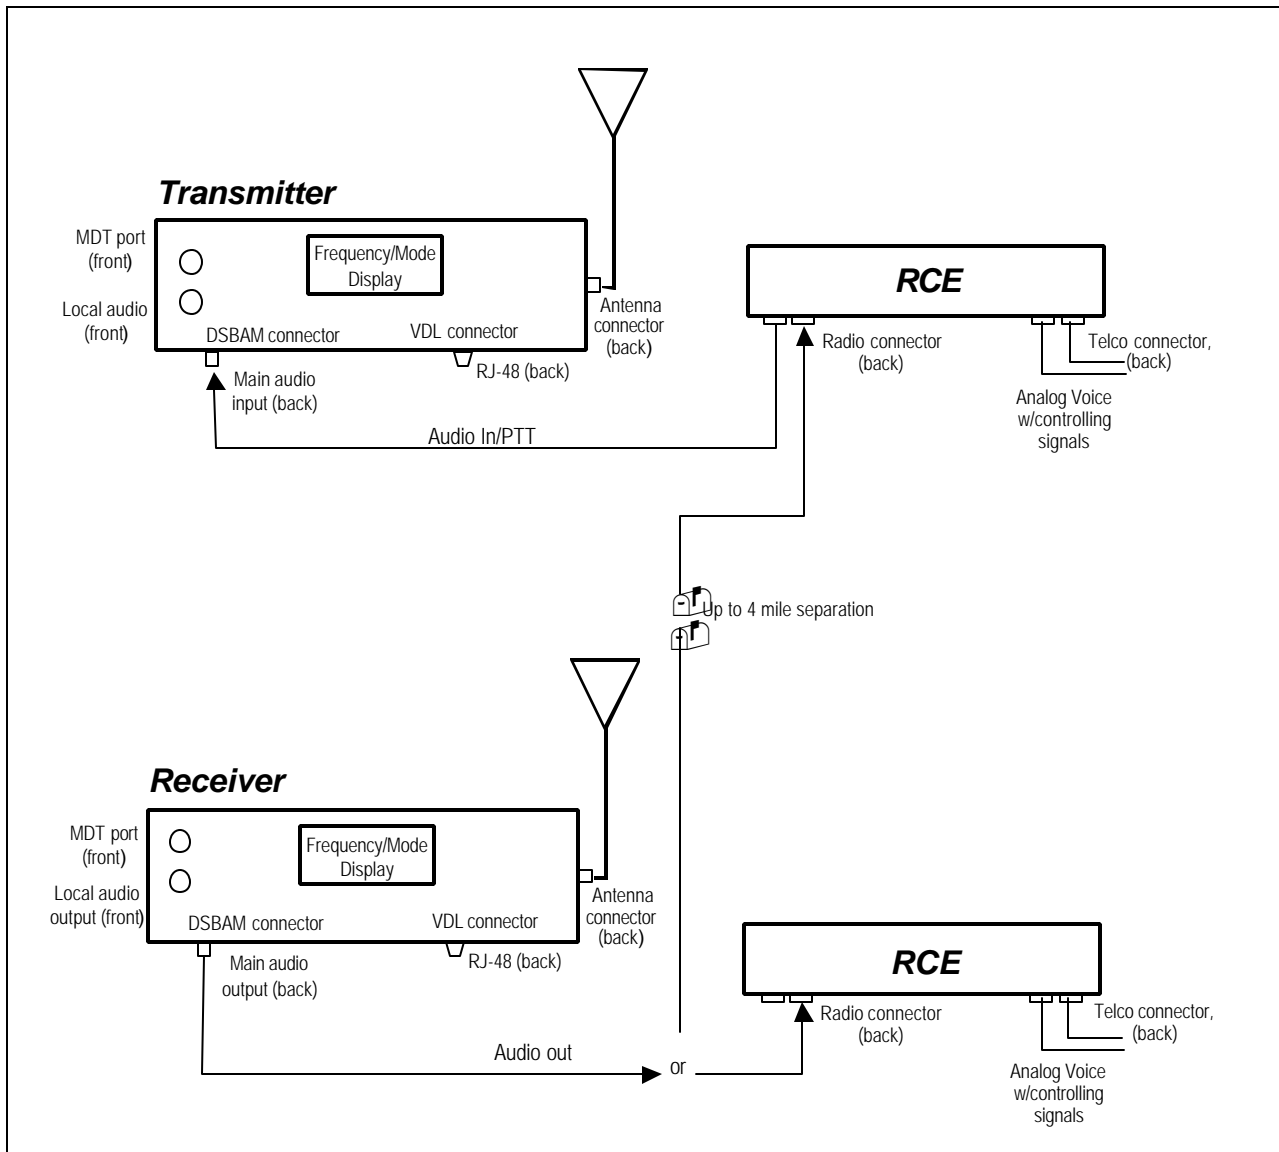 Transmitter
MDT port
(front)
Local audio
(front)
Frequency/Mode
Display
DSBAM connector
VDL connector
Antenna
connector
(back)
RJ-48 (back)
Main audio
input (back)
Audio In/PTT
RCE
Radio connector
(back)
Telco connector,
(back)
Analog Voice
w/controlling
signals
Up to 4 mile separation
Receiver
MDT port
(front)
Local audio
output (front)
Frequency/Mode
Display
DSBAM connector
VDL connector
Antenna
connector
(back)
RJ-48 (back)
Main audio
output (back)
Audio out
or
RCE
Radio connector
(back)
Telco connector,
(back)
Analog Voice
w/controlling
signals